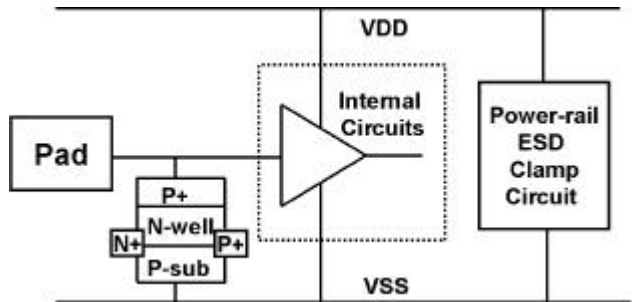 VDD
Internal
Circuits
Power-rail
ESD
Clamp
Circuit
Pad
P+
N-well
N+
P+
P-sub
VSS